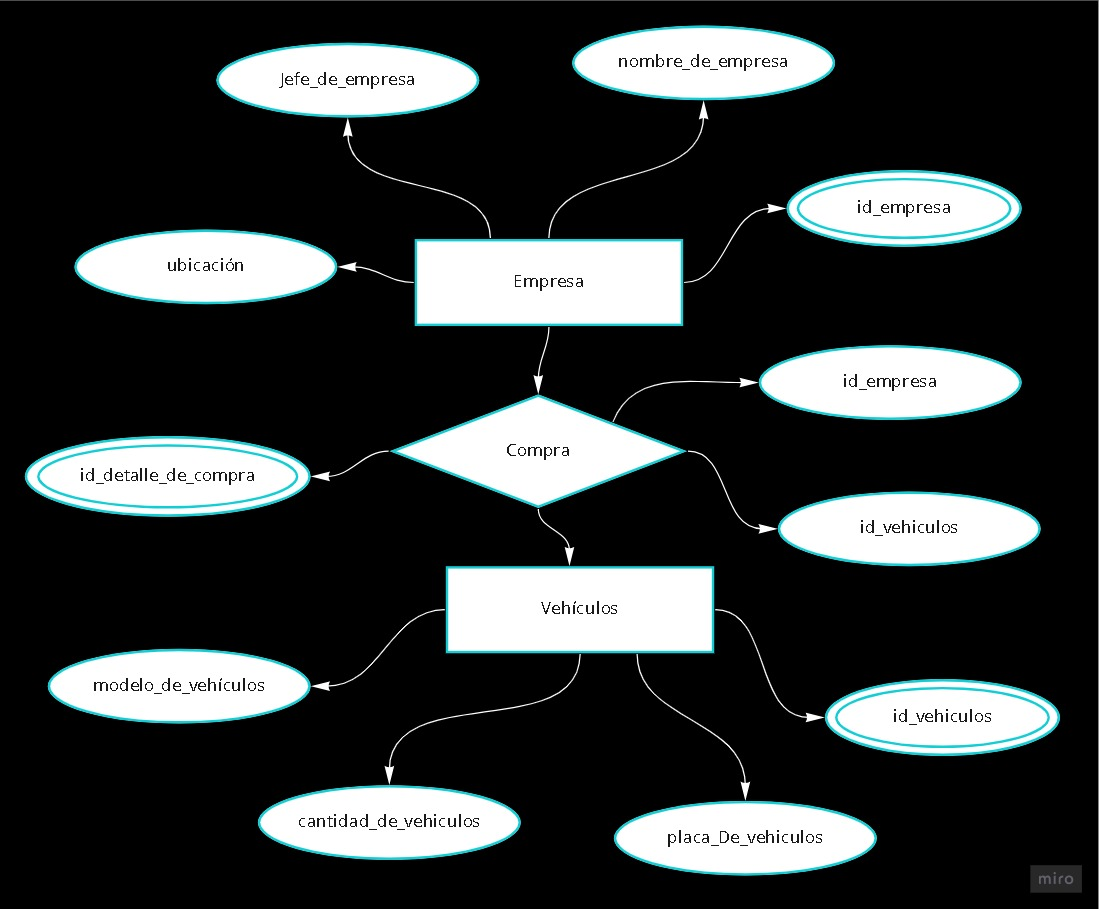 Jefe_de_empresa
nombre_de_empresa
id_empresa
ubicación
Empresa
id_empresa
Compra
id_detalle_de_compra
id_vehiculos
Vehículos
modelo_de_vehículos
id_vehiculos
cantidad_de_vehiculos
placa_De_vehiculos
miro